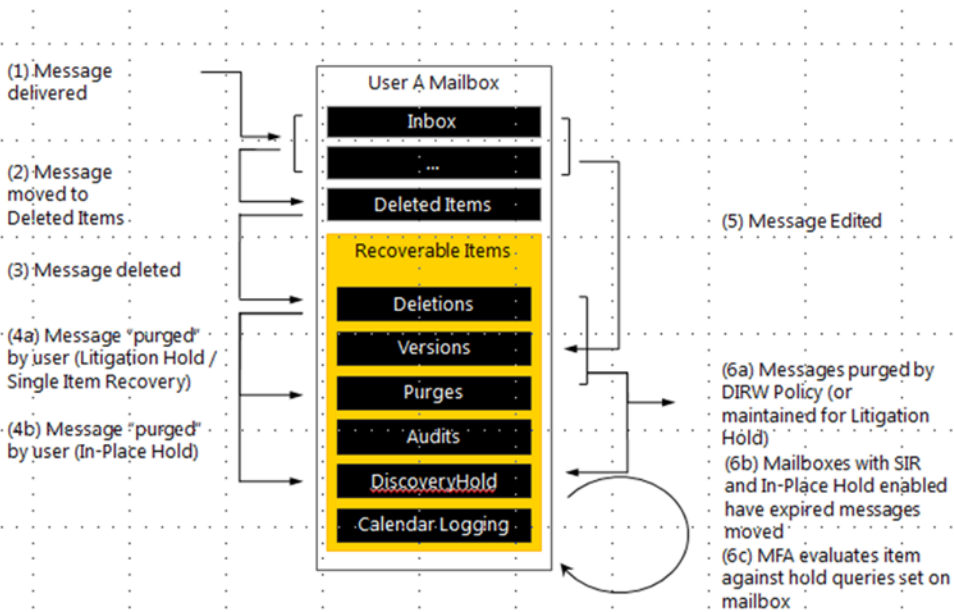 (1) Message
delivered
(2) Message
moved to
Deleted Items
(3) Message deleted
(4a) Message "purged"
by user (Litigation Hold /
Single Item Recovery)
(4b) Message "purged"
by user (In-Place Hold)
User A Mailbox
Inbox
...
Deleted Items
Recoverable Items
Deletions
Versions
Purges
Audits
DiscoveryHold
Calendar Logging
(5) Message Edited
(6a) Messages purged by
DIRW Policy (or
maintained for Litigation
Hold)
(6b) Mailboxes with SIR
and In-Place Hold enabled
have expired messages
moved
(6c) MFA evaluates item
against hold queries set on
mailbox